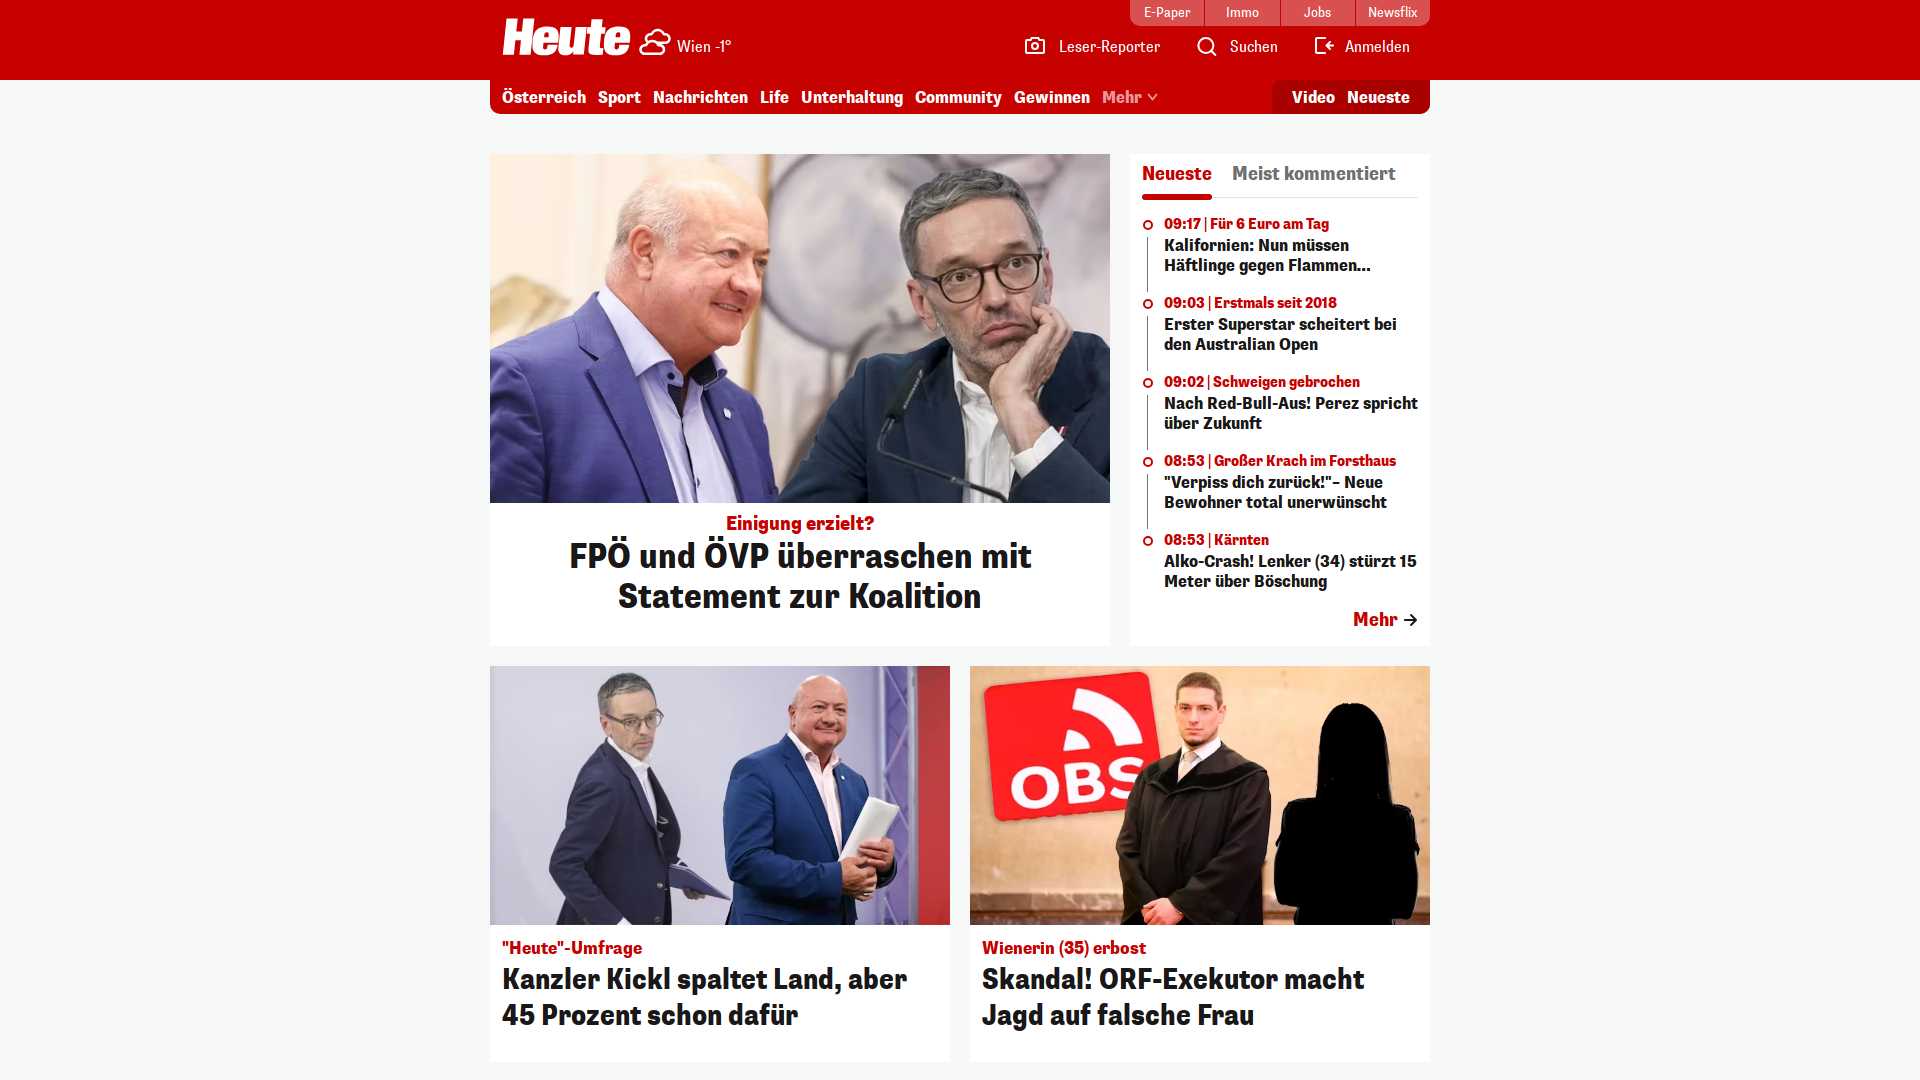 E-Paper
Immo
Jobs
Newsflix
Heute
Wien -1°
Leser-Reporter
Suchen
Anmelden
Österreich
Sport
Nachrichten
Life
Unterhaltung
Community
Gewinnen
Mehr
Video
Neueste
Einigung erzielt?
FPÖ und ÖVP überraschen mit
Statement zur Koalition
Neueste
Meist kommentiert
09:17 | Für 6 Euro am Tag
Kalifornien: Nun müssen
Häftlinge gegen Flammen...
09:03 | Erstmals seit 2018
Erster Superstar scheitert bei
den Australian Open
09:02 | Schweigen gebrochen
Nach Red-Bull-Aus! Perez spricht
über Zukunft
08:53 | Großer Krach im Forsthaus
"Verpiss dich zurück!"– Neue
Bewohner total unerwünscht
08:53 | Kärnten
Alko-Crash! Lenker (34) stürzt 15
Meter über Böschung
Mehr
"Heute"-Umfrage
Kanzler Kickl spaltet Land, aber
45 Prozent schon dafür
OBS
Wienerin (35) erbost
Skandal! ORF-Exekutor macht
Jagd auf falsche Frau